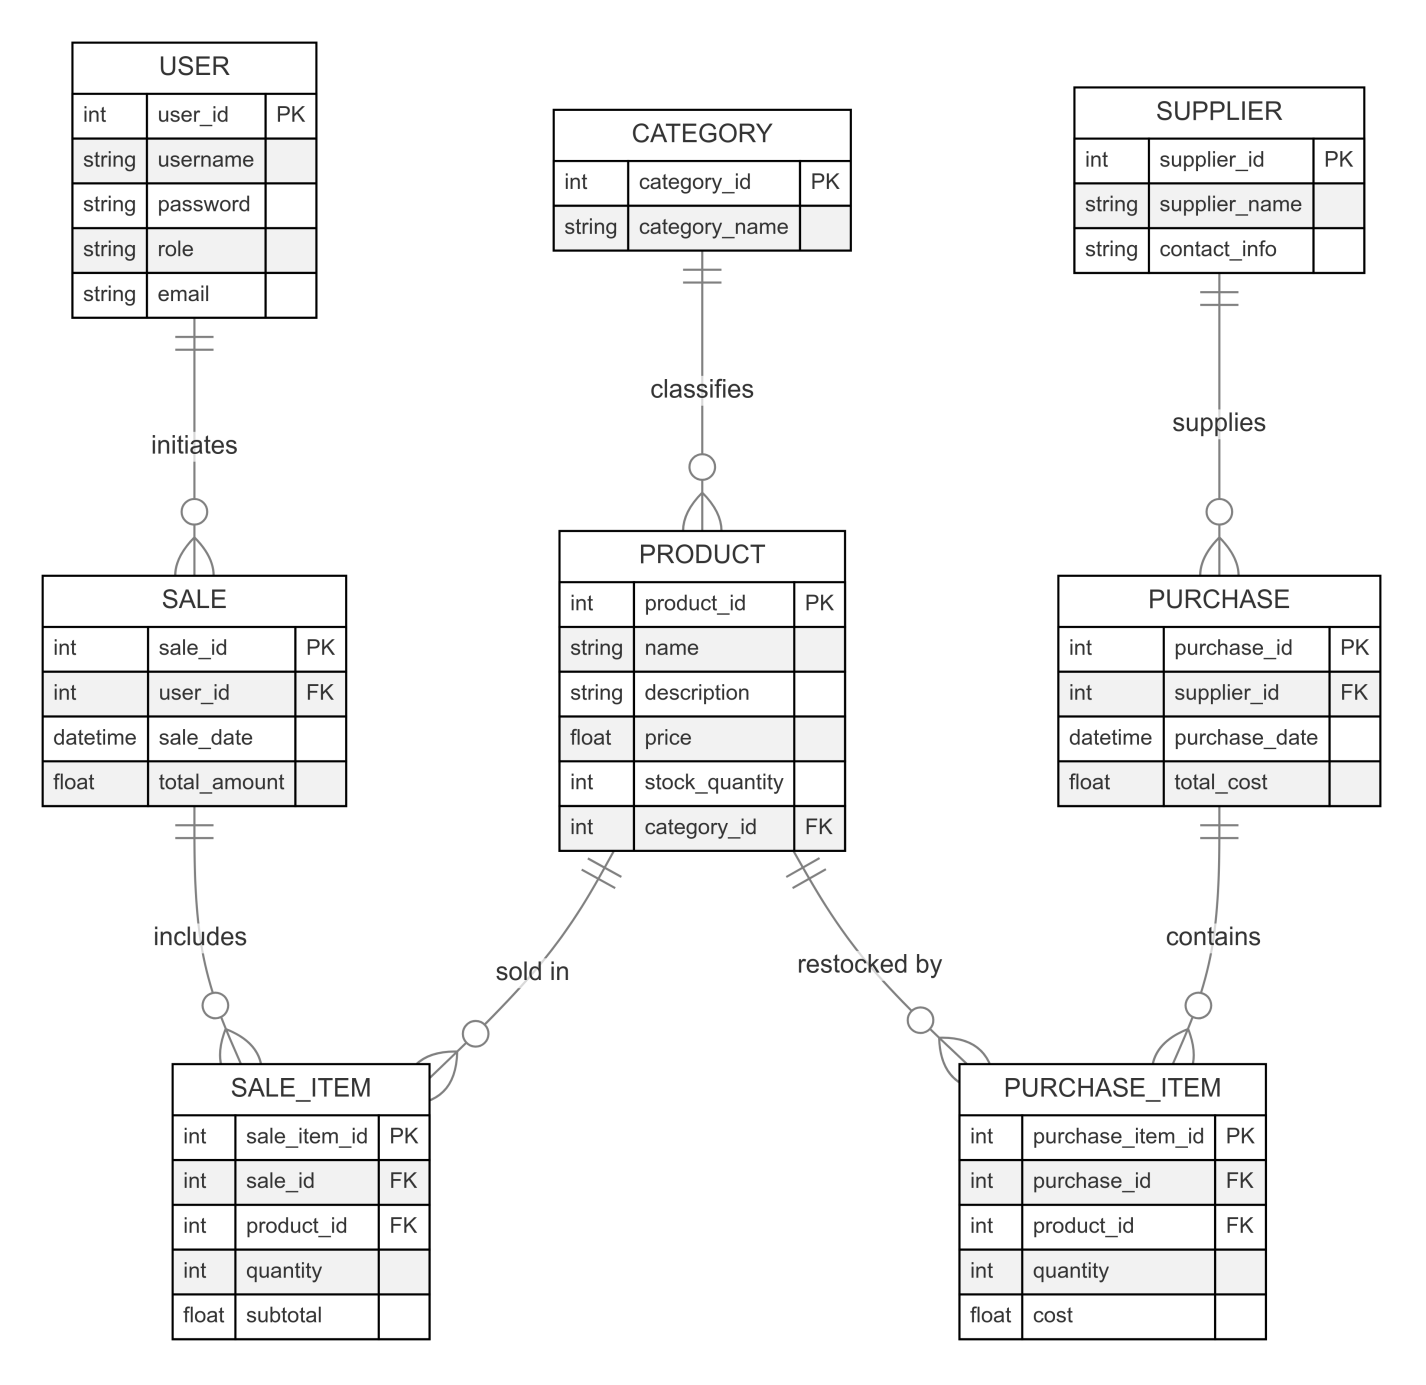 USER
int user_id PK
string username
string password
string role
string email
CATEGORY
int category_id PK
string category_name
SUPPLIER
int supplier_id PK
string supplier_name
string contact_info
initiates
classifies
supplies
SALE
int sale_id PK
int user_id FK
datetime sale_date
float total_amount
PRODUCT
int product_id PK
string name
string description
float price
int stock_quantity
int category_id FK
PURCHASE
int purchase_id PK
int supplier_id FK
datetime purchase_date
float total_cost
includes
sold in
restocked by
contains
SALE_ITEM
int sale_item_id PK
int sale_id FK
int product_id FK
int quantity
float subtotal
PURCHASE_ITEM
int purchase_item_id PK
int purchase_id FK
int product_id FK
int quantity
float cost